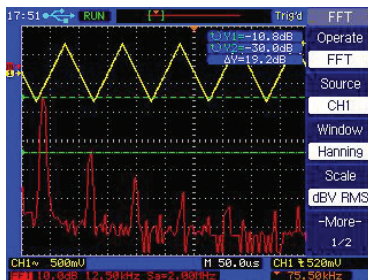 17:51 RUN [ ] Trig'd FFT
V1=-10.8dB
V2=-30.0dB
ΔV=19.2dB
Operate
FFT
Source
CH1
Window
Hanning
Scale
dBV RMS
-More-
1/2
CH1~ 500mV M 50.0us CH1 520mV
FFT 10.0dB 12.50kHz Sa=2.00MHz 75.50kHz